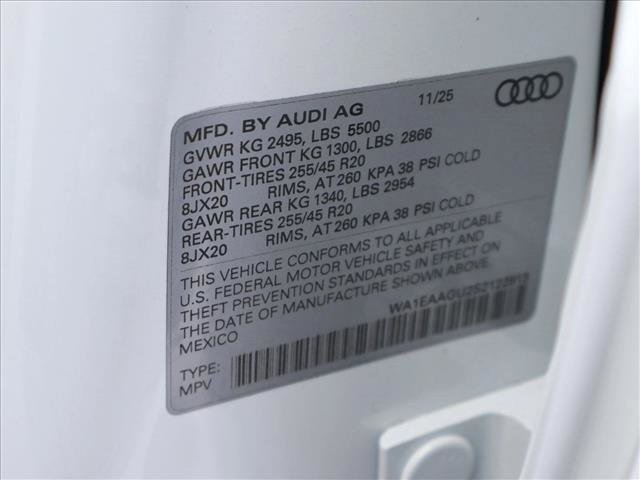 MFD. BY AUDI AG 11/25
GVWR KG 2495, LBS 5500
GAWR FRONT KG 1300, LBS 2866
FRONT-TIRES 255/45 R20
8JX20 RIMS, AT 260 KPA 38 PSI COLD
GAWR REAR KG 1340, LBS 2954
REAR-TIRES 255/45 R20
8JX20 RIMS, AT 260 KPA 38 PSI COLD
THIS VEHICLE CONFORMS TO ALL APPLICABLE
U.S. FEDERAL MOTOR VEHICLE SAFETY AND
THEFT PREVENTION STANDARDS IN EFFECT ON
THE DATE OF MANUFACTURE SHOWN ABOVE.
MEXICO
TYPE:
MPV